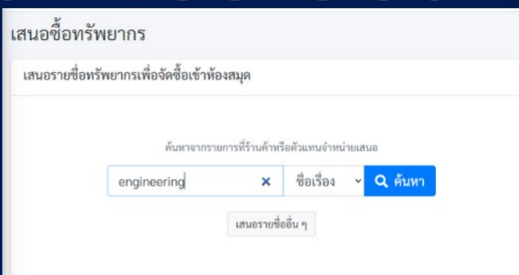 เสนอซื้อทรัพยากร
เสนอรายชื่อทรัพยากรเพื่อจัดซื้อเข้าห้องสมุด
ค้นหาจากรายการที่ร้านค้าหรือตัวแทนจำหน่ายเสนอ
engineering × ชื่อเรื่อง ค้นหา
เสนอรายชื่ออื่น ๆ